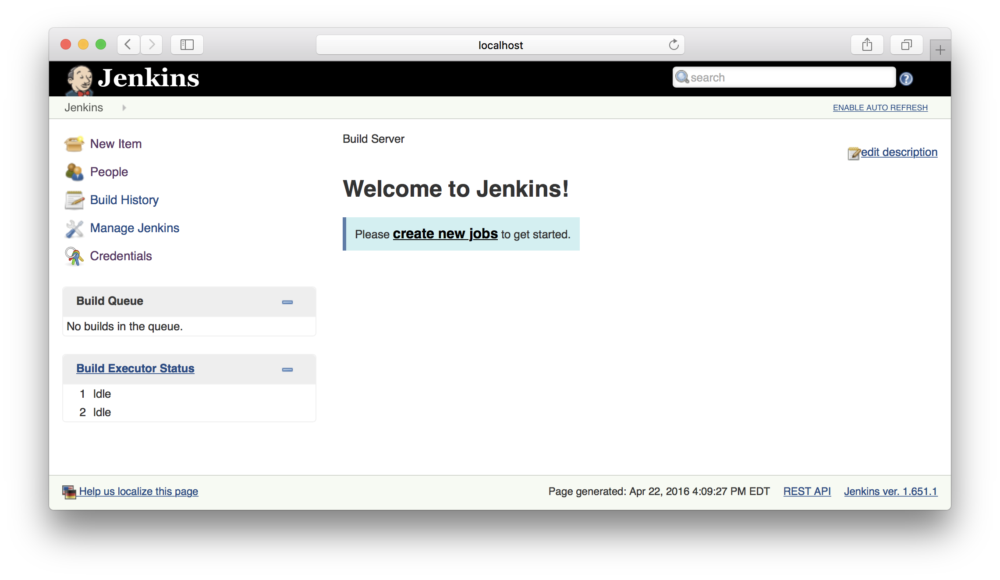 localhost
Jenkins
search
Jenkins
ENABLE AUTO REFRESH
New Item
People
Build History
Manage Jenkins
Credentials
Build Queue
No builds in the queue.
Build Executor Status
1 Idle
2 Idle
Build Server
edit description
Welcome to Jenkins!
Please create new jobs to get started.
Help us localize this page
Page generated: Apr 22, 2016 4:09:27 PM EDT
REST API
Jenkins ver. 1.651.1